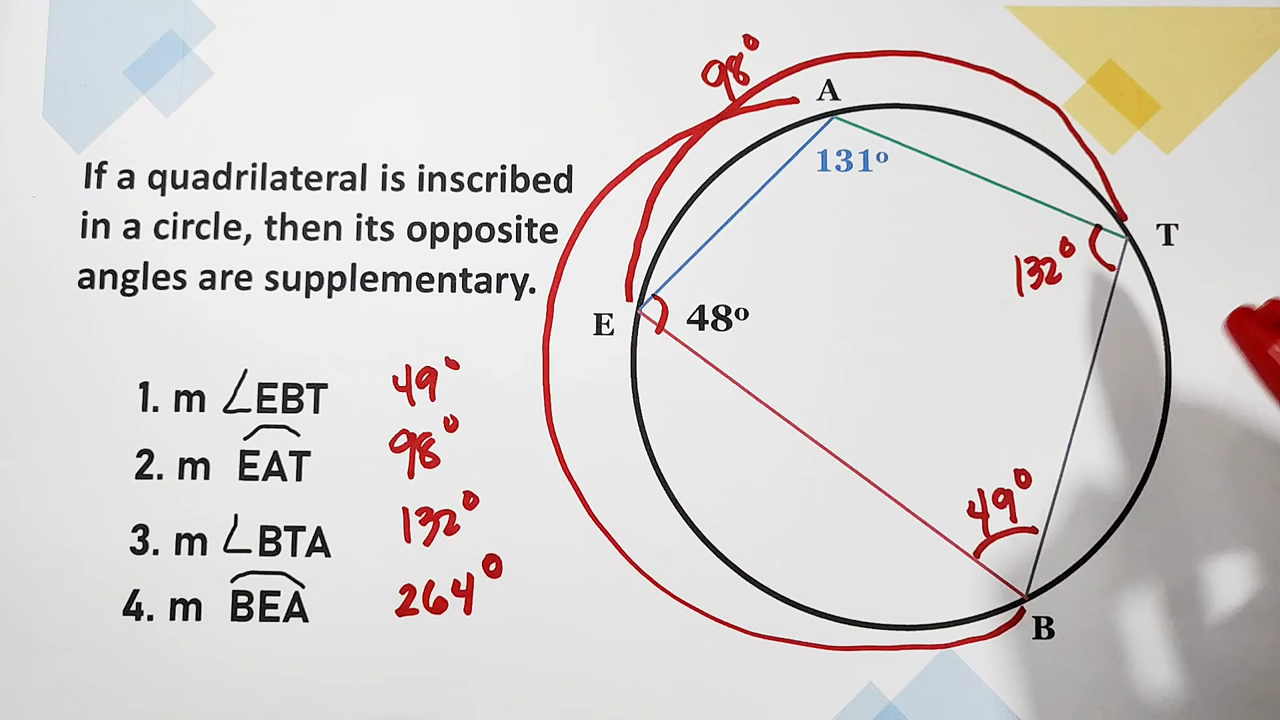 If a quadrilateral is inscribed
in a circle, then its opposite
angles are supplementary.
1. m ∠EBT 49°
2. m EAT 98°
3. m ∠BTA 132°
4. m BEA 264°
98°
A
131°
T
132°
E
48°
49°
B